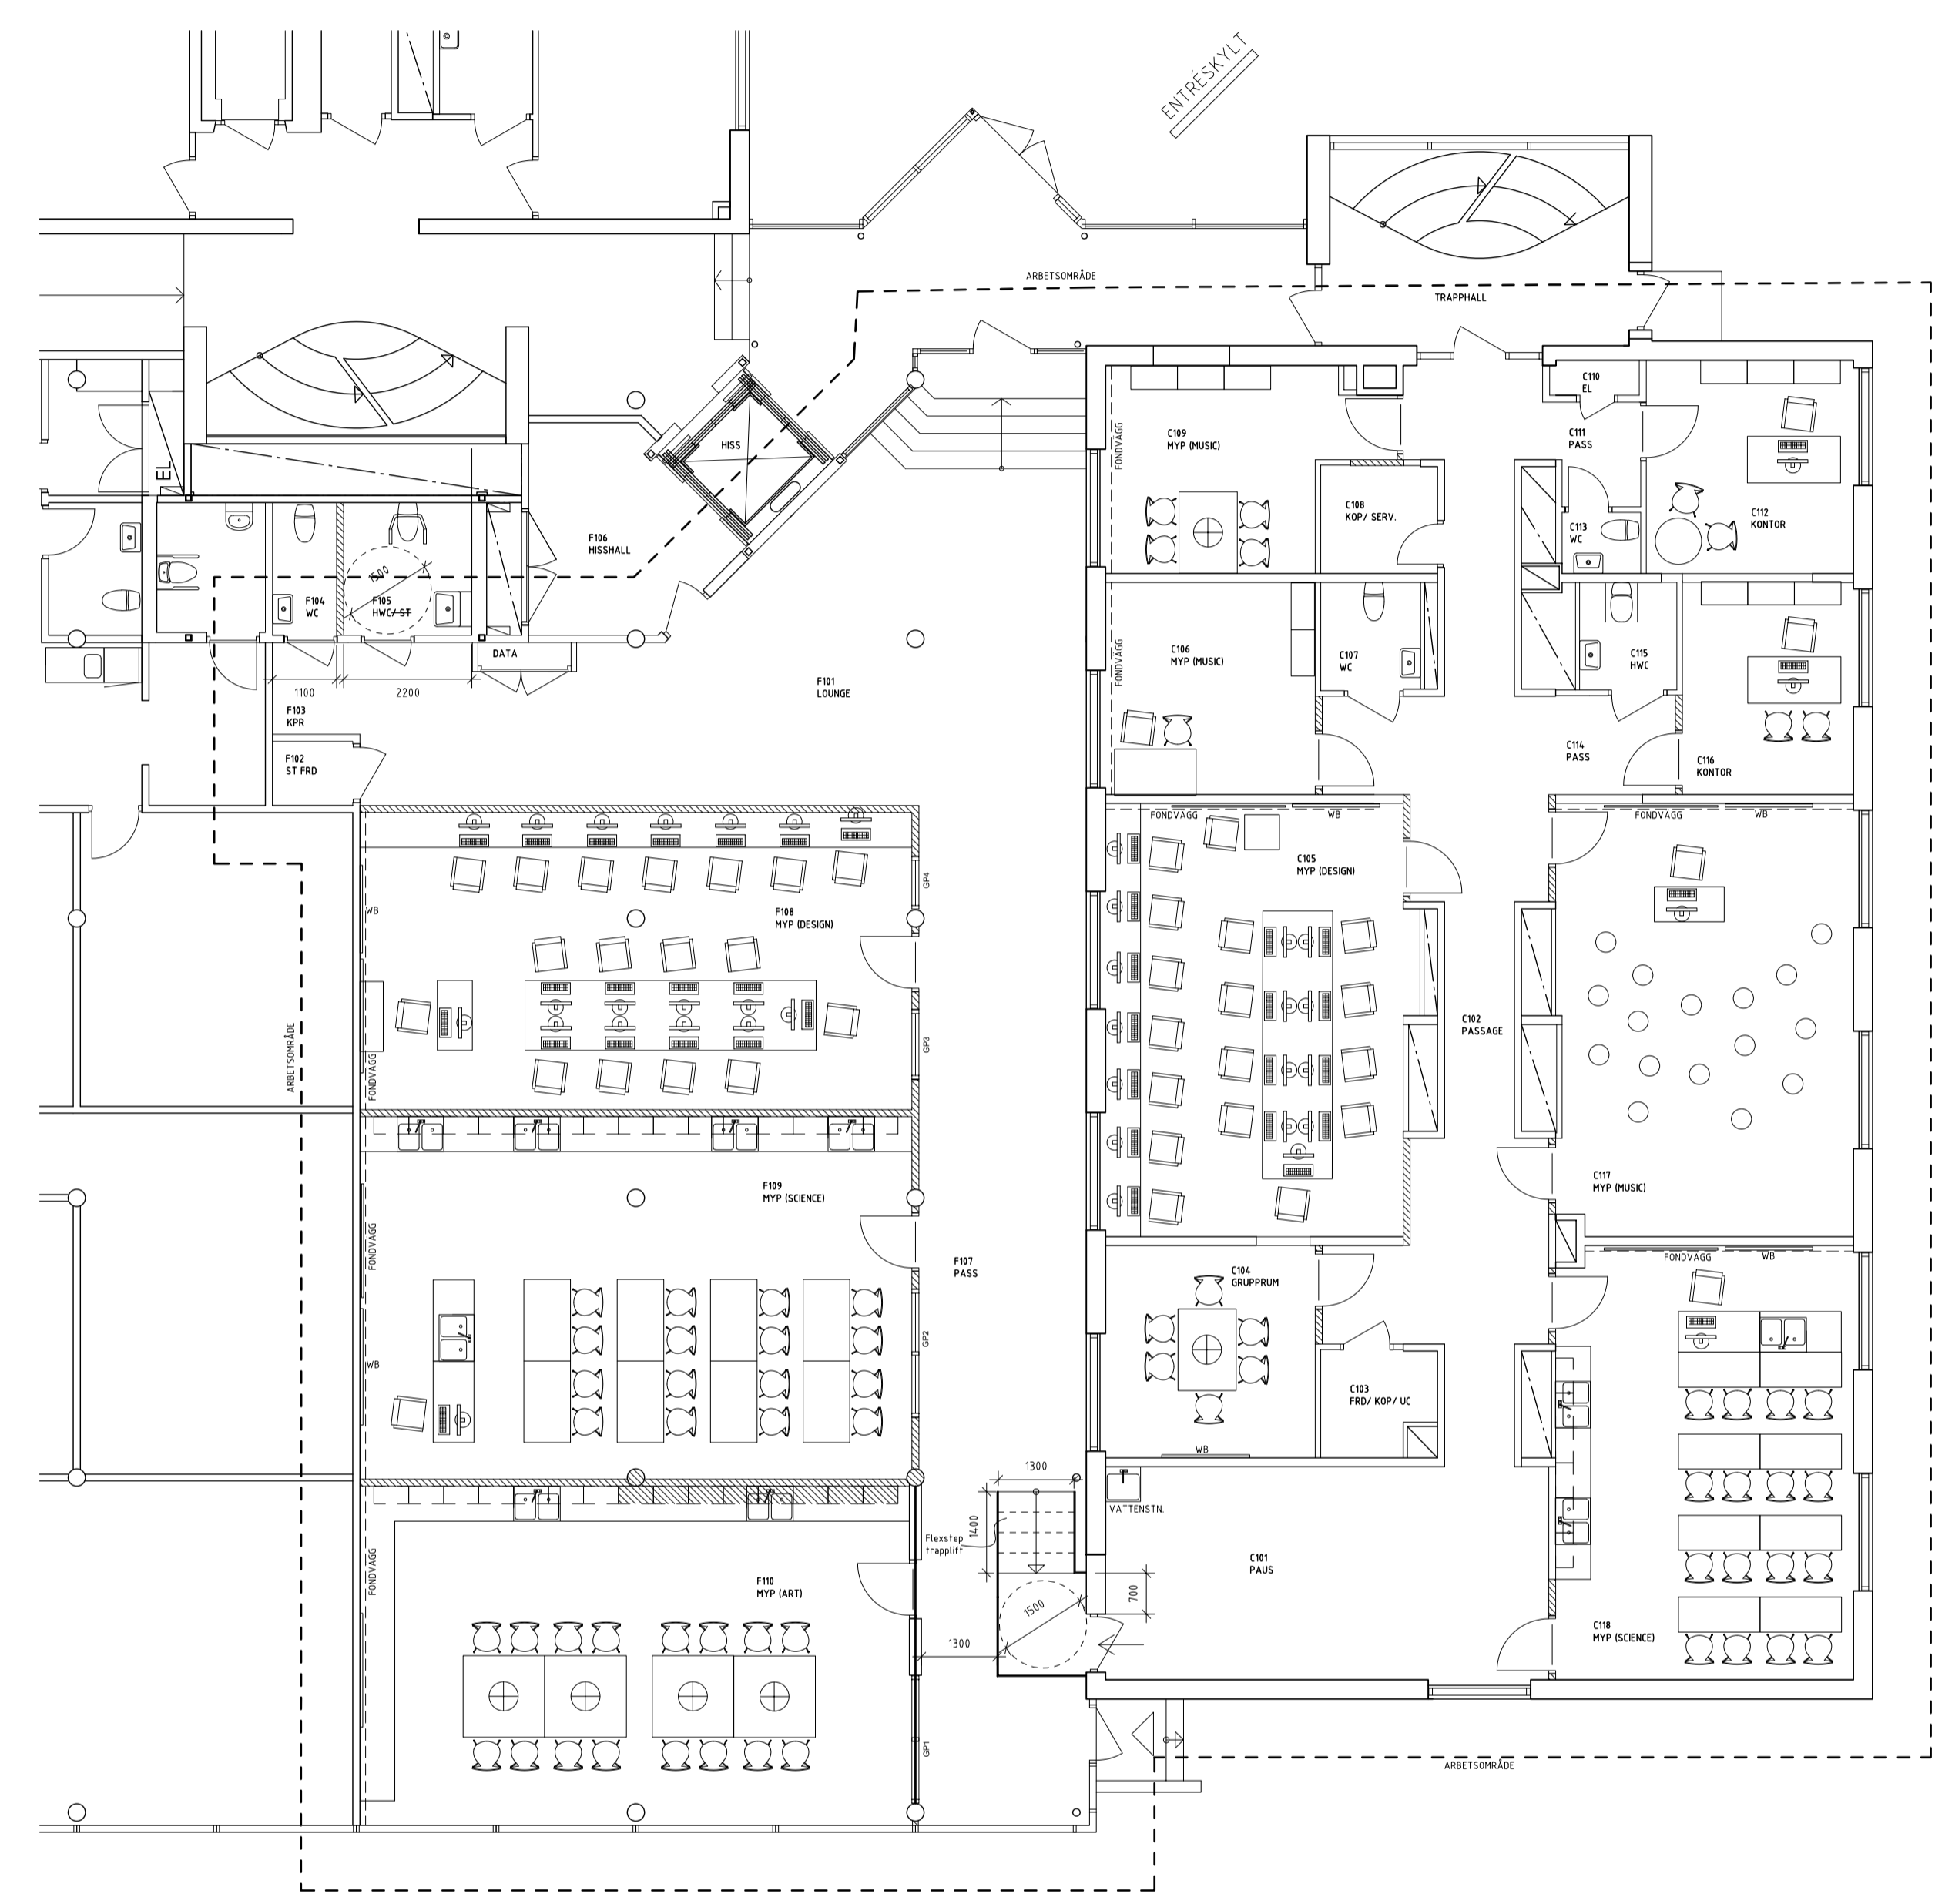 ENTRÉSKYLT
ARBETSOMRÅDE
TRAPPHALL
HISS
EL
F106
HISSHALL
1500
F104
WC
F105
HWC/ ST
DATA
1100
2200
F103
KPR
F102
ST FRD
F101
LOUNGE
C109
MYP (MUSIC)
FONDVÄGG
C108
KOP/ SERV.
C110
EL
C111
PASS
C112
KONTOR
C113
WC
C106
MYP (MUSIC)
FONDVÄGG
C107
WC
C115
HWC
C114
PASS
C116
KONTOR
FONDVÄGG
WB
C105
MYP (DESIGN)
FONDVÄGG
WB
GP4
WB
F108
MYP (DESIGN)
GP3
FONDVÄGG
ARBETSOMRÅDE
C102
PASSAGE
C117
MYP (MUSIC)
F109
MYP (SCIENCE)
FONDVÄGG
WB
GP2
F107
PASS
C104
GRUPPRUM
WB
C103
FRD/ KOP/ UC
FONDVÄGG
WB
1300
VATTENSTN.
1400
Flexstep
trapplift
C101
PAUS
700
1500
1300
F110
MYP (ART)
FONDVÄGG
GP1
C118
MYP (SCIENCE)
ARBETSOMRÅDE